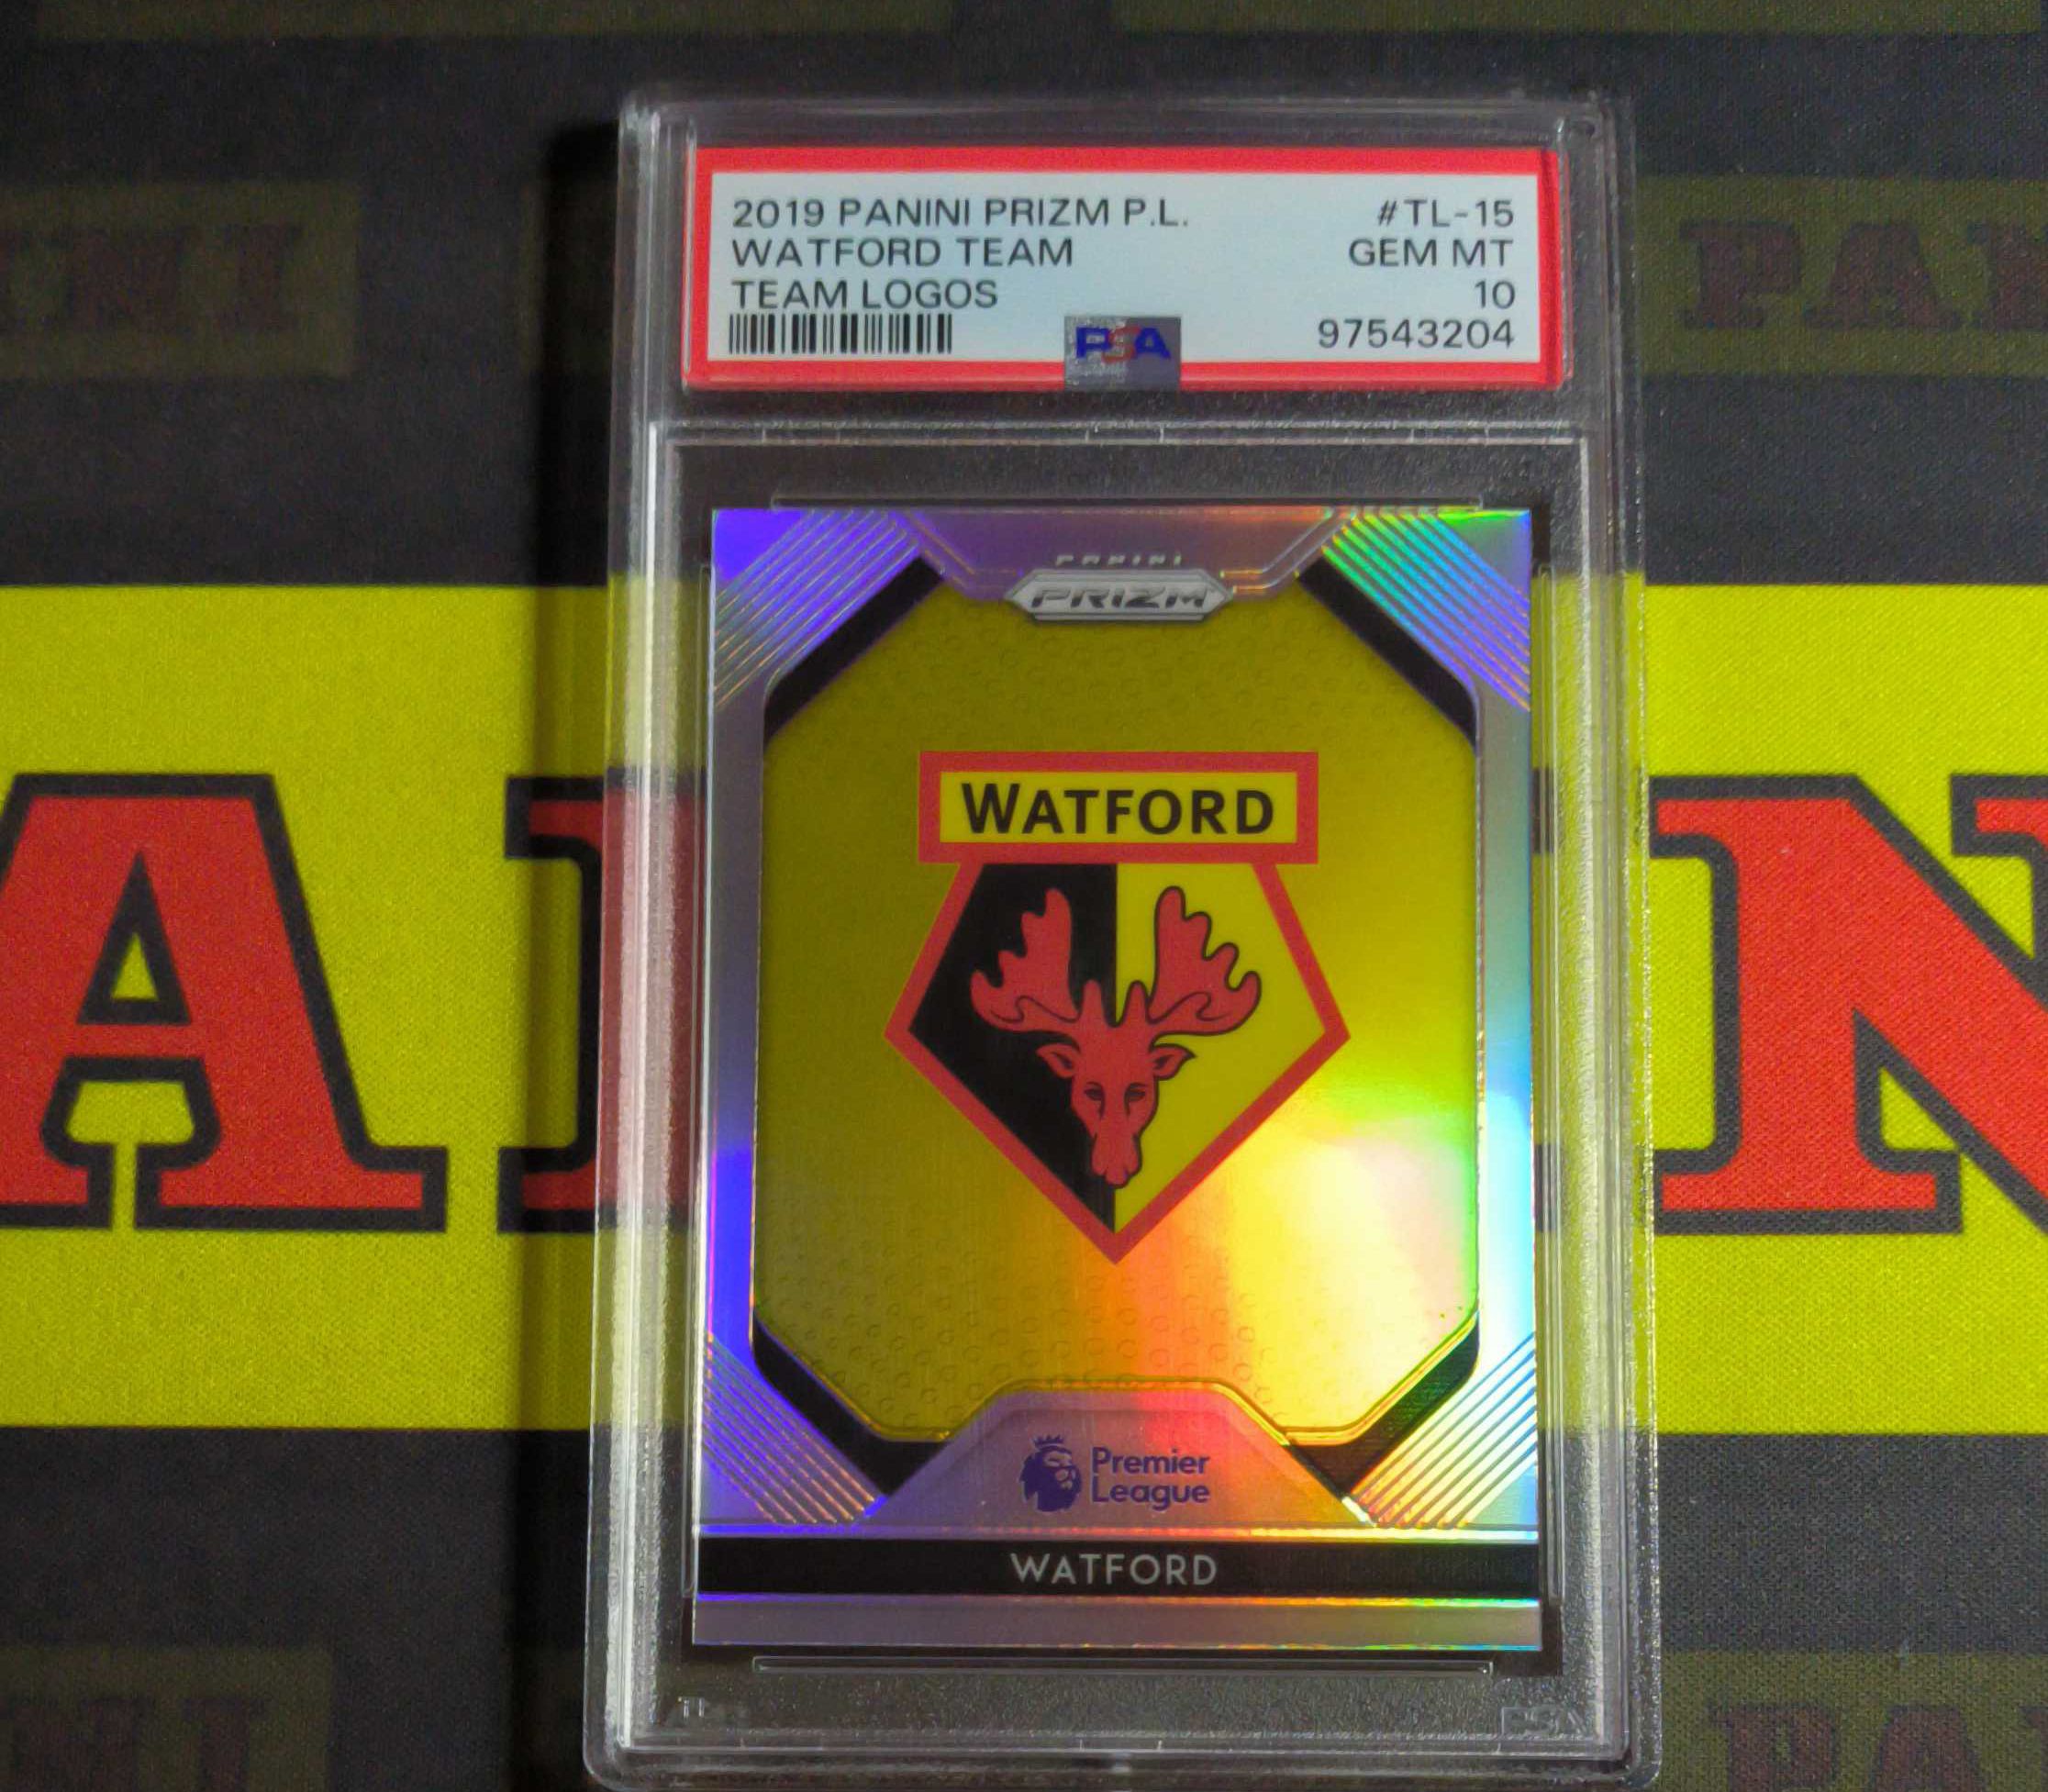 2019 PANINI PRIZM P.L. #TL-15
WATFORD TEAM GEM MT
TEAM LOGOS 10
97543204
PSA
PANINI
PRIZM
WATFORD
Premier
League
WATFORD